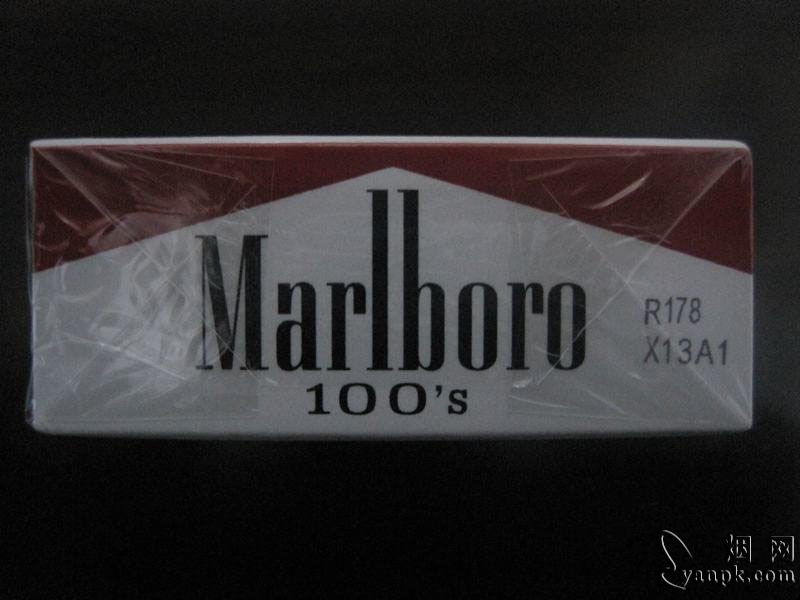 Marlboro
100's
R178
X13A1
烟 网
yanpk.com